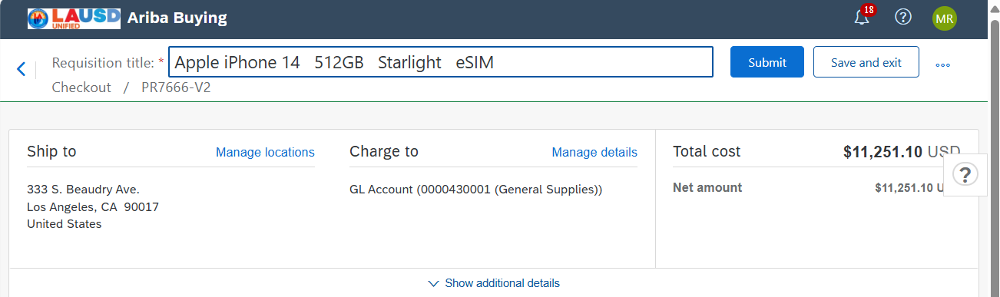 LAUSD UNIFIED Ariba Buying 18 ? MR
Requisition title: * Apple iPhone 14 512GB Starlight eSIM Submit Save and exit
Checkout / PR7666-V2
Ship to Manage locations
333 S. Beaudry Ave.
Los Angeles, CA 90017
United States
Charge to Manage details
GL Account (0000430001 (General Supplies))
Total cost $11,251.10 USD
Net amount $11,251.10 U
?
Show additional details